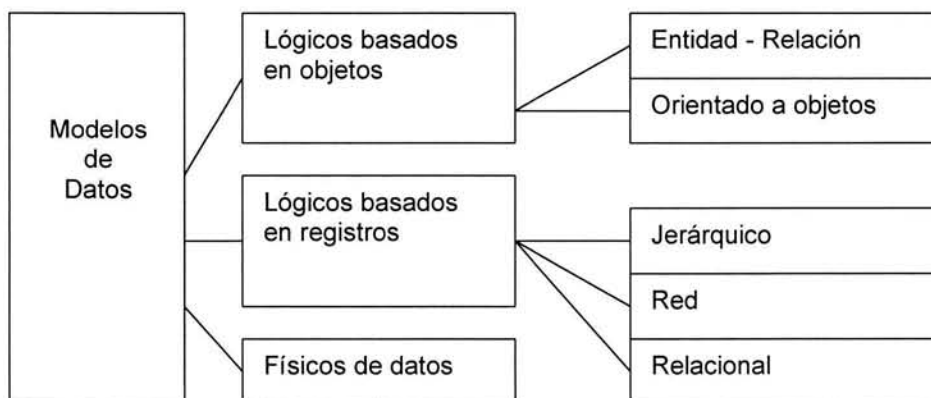 Modelos
de
Datos
Lógicos basados
en objetos
Entidad - Relación
Orientado a objetos
Lógicos basados
en registros
Jerárquico
Red
Relacional
Físicos de datos